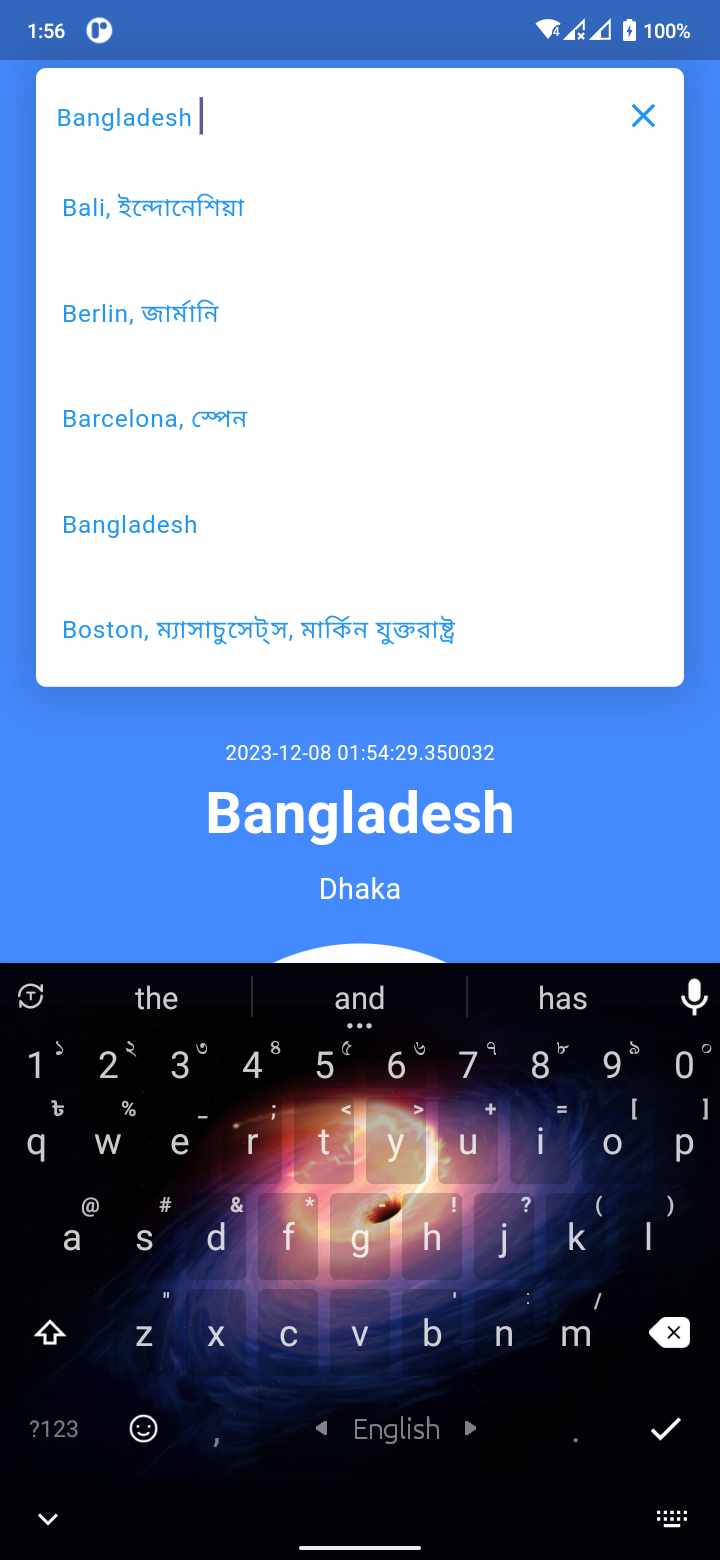 1:56 4 100%
Bangladesh
Bali, ইন্দোনেশিয়া
Berlin, জার্মানি
Barcelona, স্পেন
Bangladesh
Boston, ম্যাসাচুসেট্স, মার্কিন যুক্তরাষ্ট্র
2023-12-08 01:54:29.350032
Bangladesh
Dhaka
the and has
1 ১ 2 ২ 3 ৩ 4 ৪ 5 ৫ 6 ৬ 7 ৭ 8 ৮ 9 ৯ 0 ০
৳ % _ ; < > + = [ ]
q w e r t y u i o p
@ # & * - ! ? ( )
a s d f g h j k l
" ' : /
z x c v b n m
?123 , English .